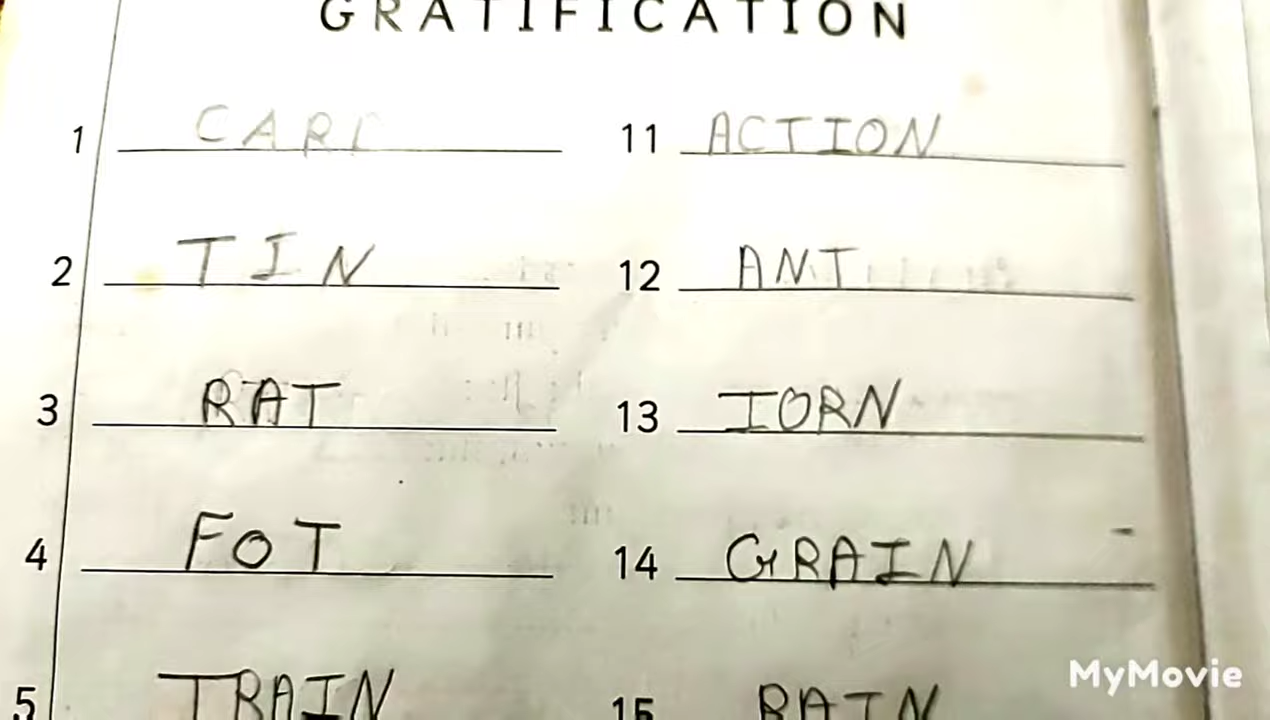 GRATIFICATION
1 CARI 11 ACTION
2 TIN 12 ANT
3 RAT 13 IORN
4 FOT 14 GRAIN
5 TRAIN 15 RAIN
MyMovie